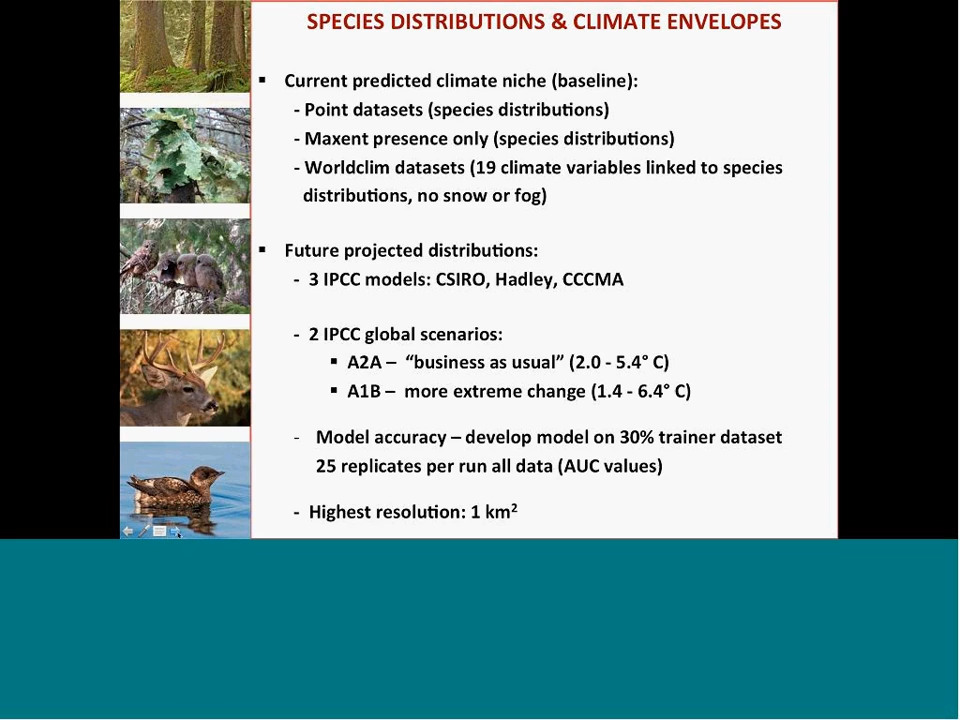 SPECIES DISTRIBUTIONS & CLIMATE ENVELOPES
▪ Current predicted climate niche (baseline):
- Point datasets (species distributions)
- Maxent presence only (species distributions)
- Worldclim datasets (19 climate variables linked to species
distributions, no snow or fog)
▪ Future projected distributions:
- 3 IPCC models: CSIRO, Hadley, CCCMA
- 2 IPCC global scenarios:
▪ A2A – “business as usual” (2.0 - 5.4° C)
▪ A1B – more extreme change (1.4 - 6.4° C)
- Model accuracy – develop model on 30% trainer dataset
25 replicates per run all data (AUC values)
- Highest resolution: 1 km²